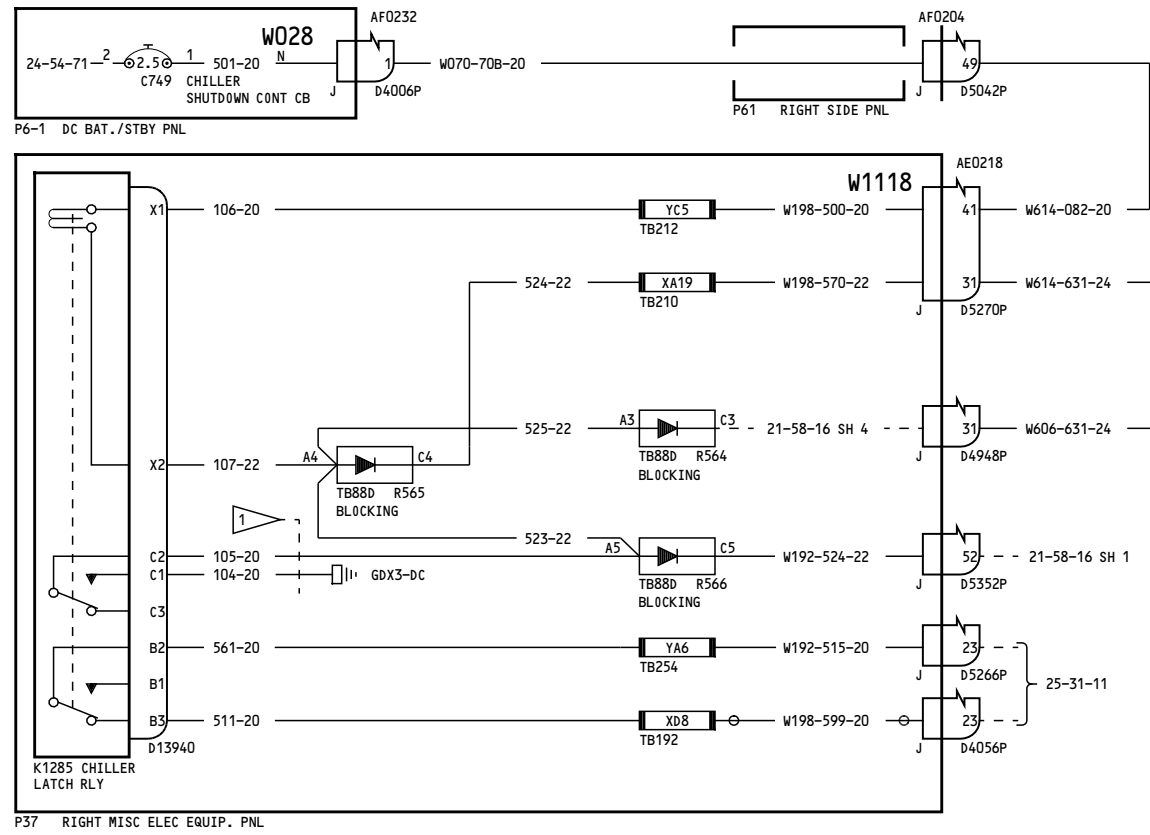 AF0232
AF0204
W028
24-54-71 2 2.5 1 501-20 N 1 W070-70B-20 49
C749 CHILLER
SHUTDOWN CONT CB
J D4006P
J D5042P
P61 RIGHT SIDE PNL
P6-1 DC BAT./STBY PNL
AE0218
W1118
X1 106-20 YC5 W198-500-20 41 W614-082-20
TB212
524-22 XA19 W198-570-22 31 W614-631-24
TB210
J D5270P
525-22 A3 C3 21-58-16 SH 4 31 W606-631-24
TB88D R564
BLOCKING
J D4948P
X2 107-22 A4 C4
TB88D R565
BLOCKING
1
523-22
C2 105-20 A5 C5 W192-524-22 52 21-58-16 SH 1
C1 104-20 GDX3-DC
TB88D R566
BLOCKING
J D5352P
C3
B2 561-20 YA6 W192-515-20 23
TB254
J D5266P
B1
25-31-11
B3 511-20 XD8 W198-599-20 23
TB192
J D4056P
D13940
K1285 CHILLER
LATCH RLY
P37 RIGHT MISC ELEC EQUIP. PNL